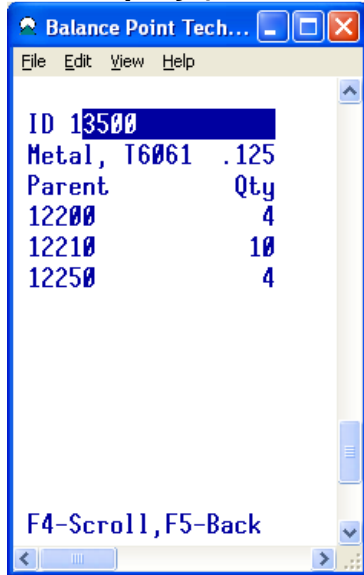 Balance Point Tech...
File Edit View Help
ID 13500
Metal, T6061 .125
Parent Qty
12200 4
12210 10
12250 4
F4-Scroll,F5-Back